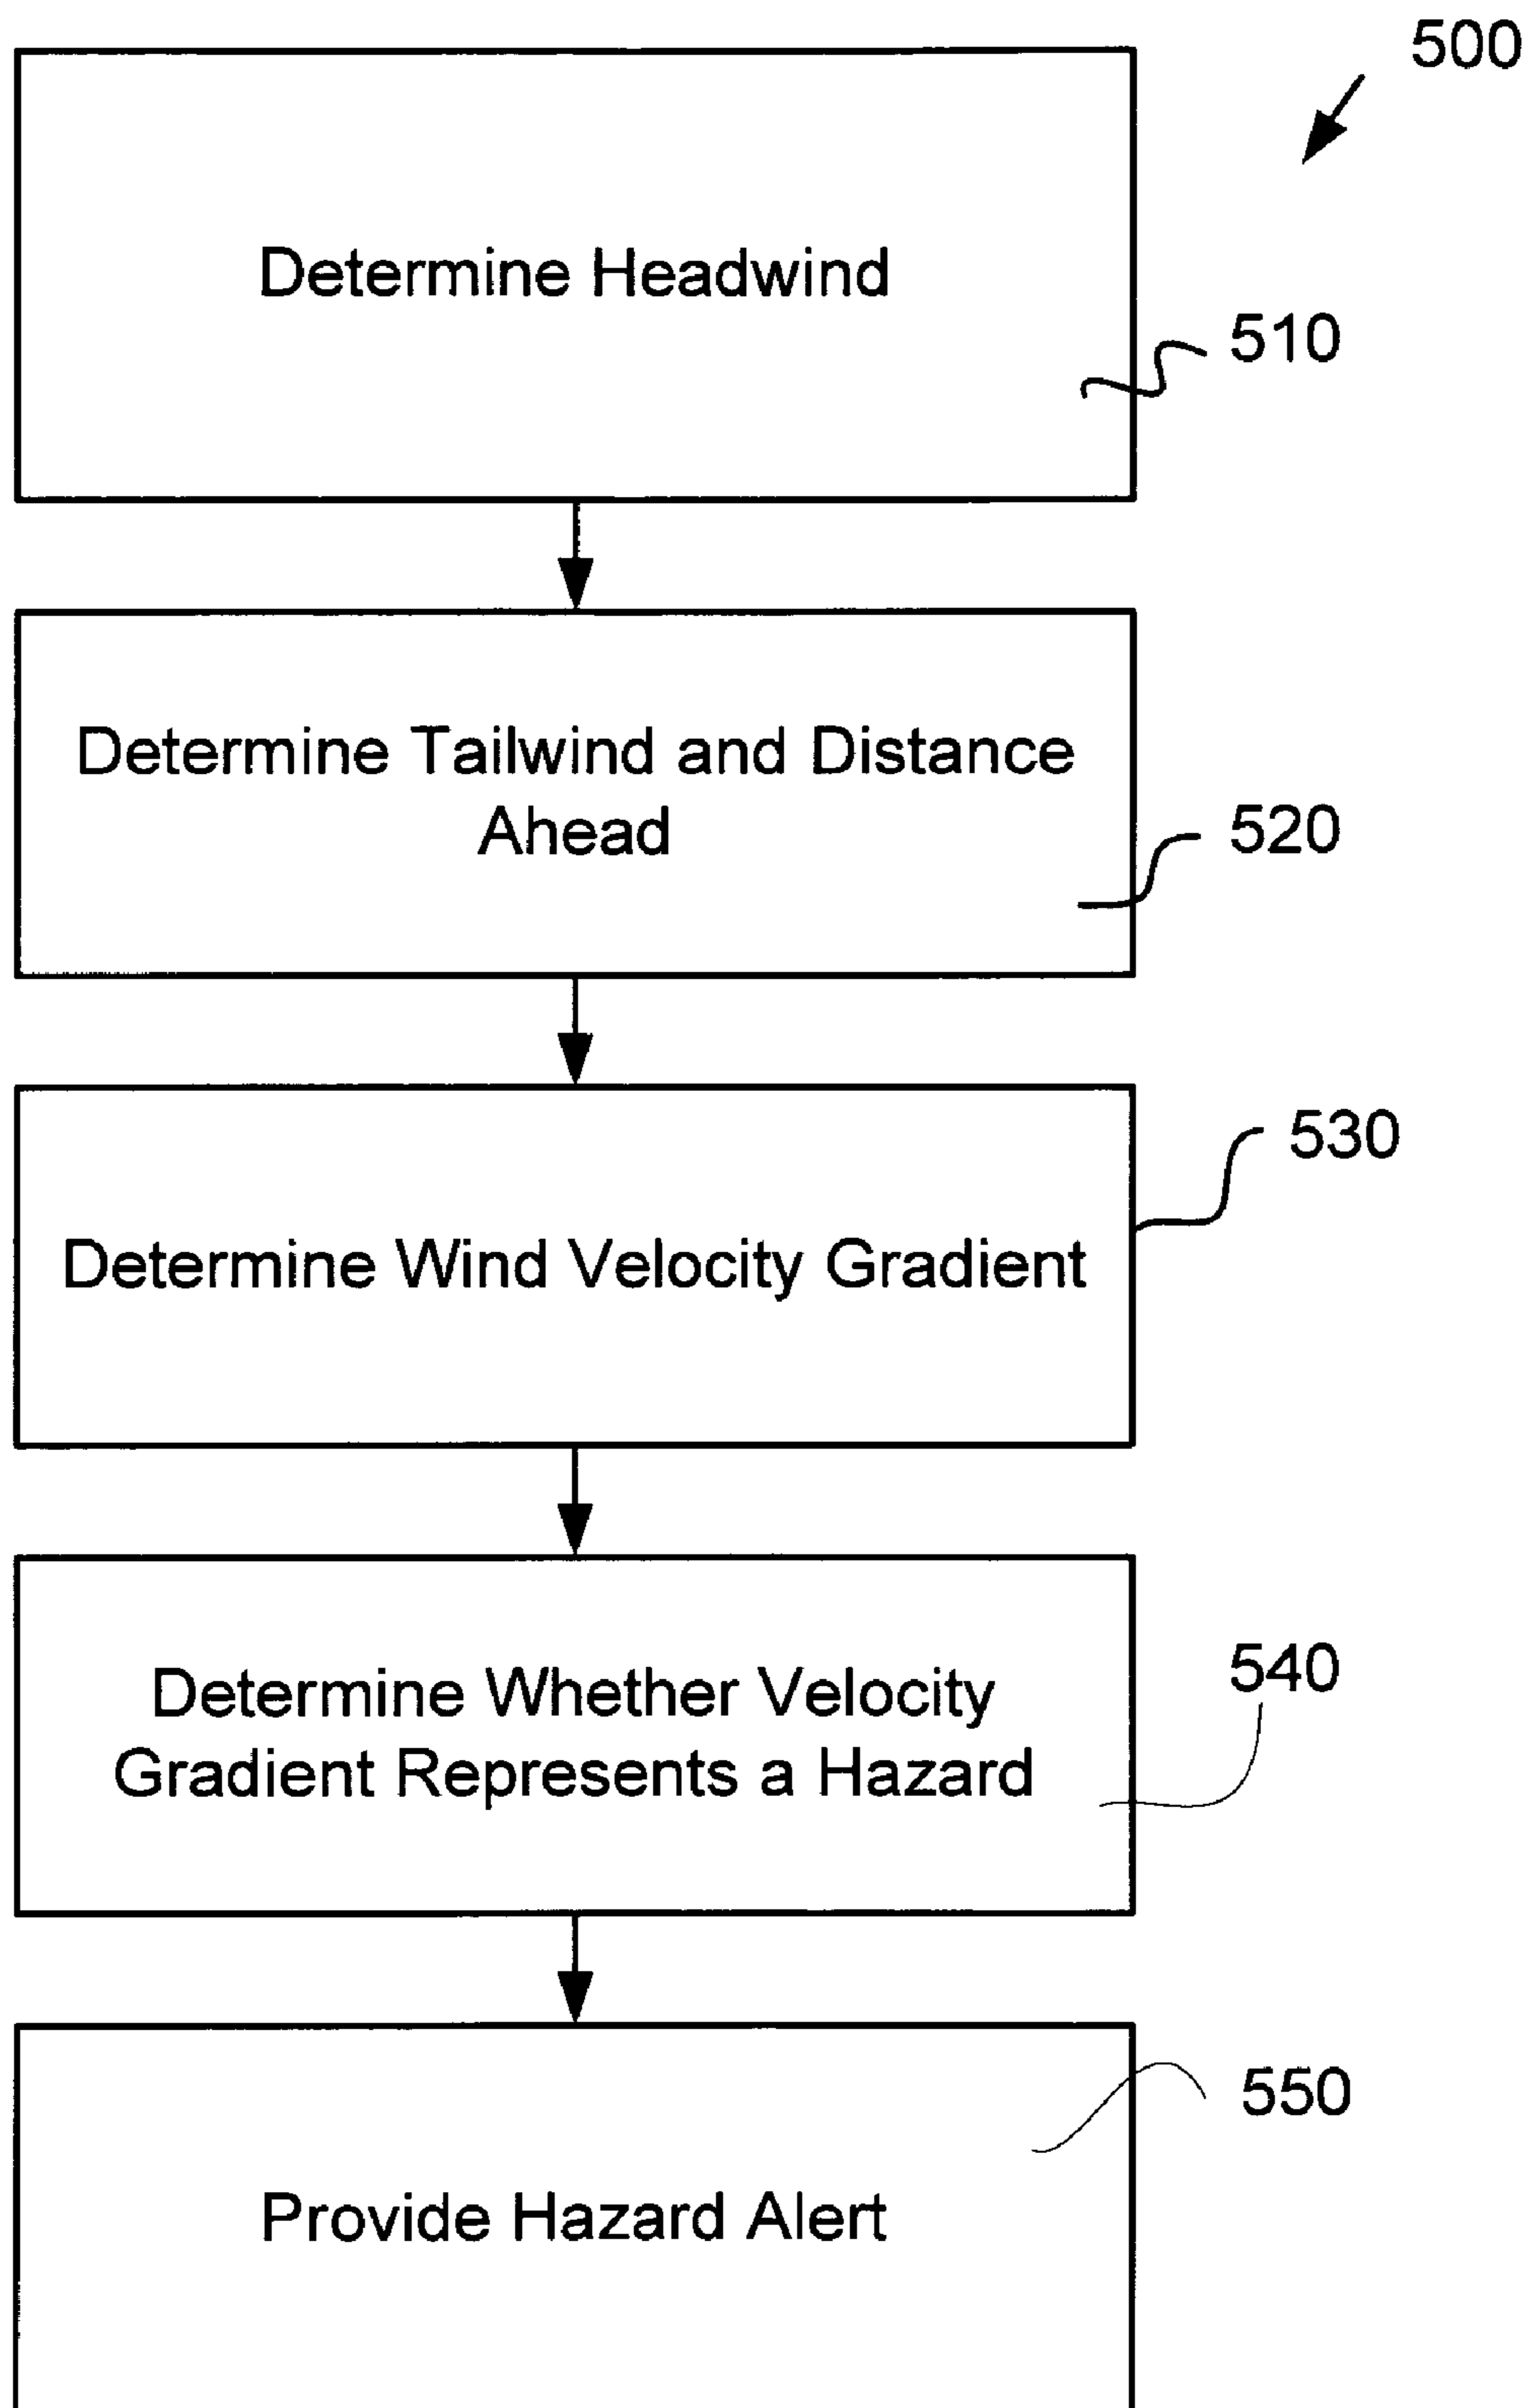 500
Determine Headwind
510
Determine Tailwind and Distance
Ahead
520
530
Determine Wind Velocity Gradient
540
Determine Whether Velocity
Gradient Represents a Hazard
550
Provide Hazard Alert